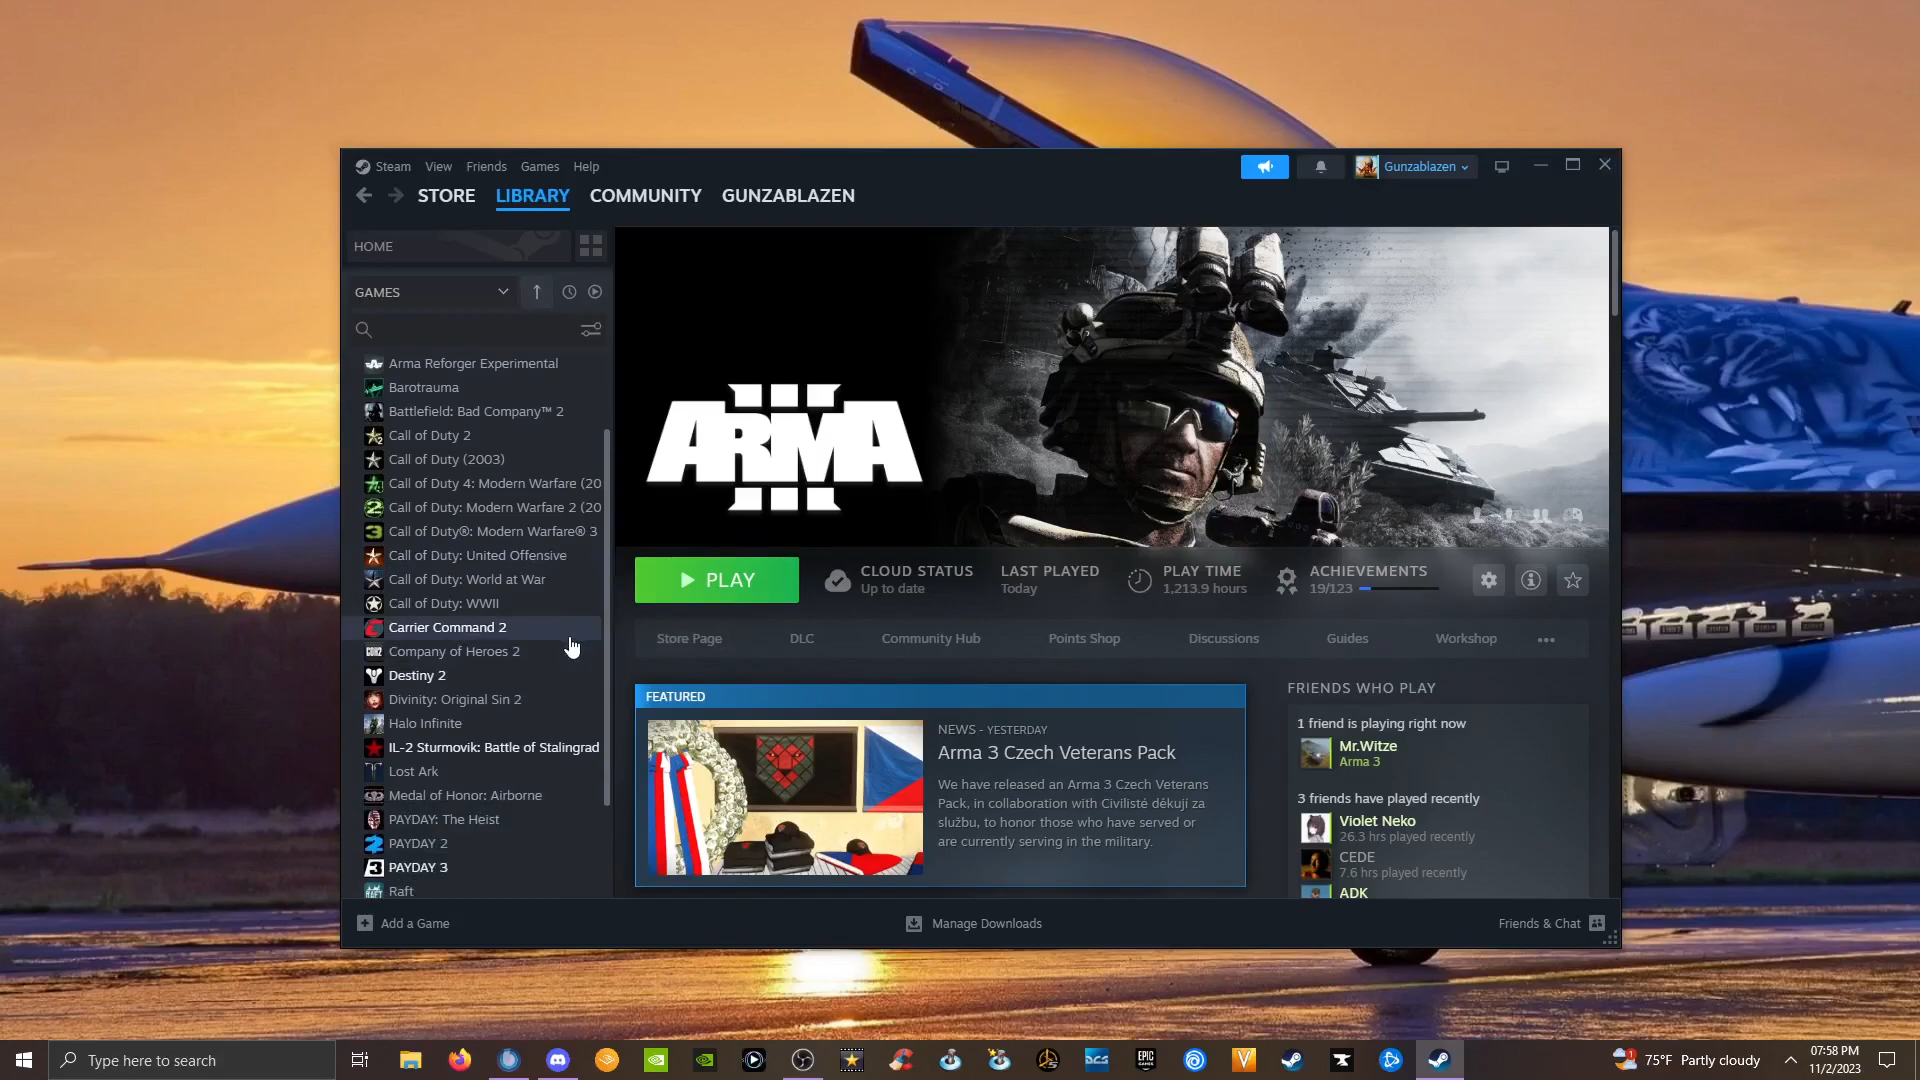 Steam View Friends Games Help
Gunzablazen
STORE LIBRARY COMMUNITY GUNZABLAZEN
HOME
GAMES
Arma Reforger Experimental
Barotrauma
Battlefield: Bad Company™ 2
Call of Duty 2
Call of Duty (2003)
Call of Duty 4: Modern Warfare (20
Call of Duty: Modern Warfare 2 (20
Call of Duty®: Modern Warfare® 3
Call of Duty: United Offensive
Call of Duty: World at War
Call of Duty: WWII
Carrier Command 2
Company of Heroes 2
Destiny 2
Divinity: Original Sin 2
Halo Infinite
IL-2 Sturmovik: Battle of Stalingrad
Lost Ark
Medal of Honor: Airborne
PAYDAY: The Heist
PAYDAY 2
PAYDAY 3
Raft
ARMA
III
PLAY
CLOUD STATUS
Up to date
LAST PLAYED
Today
PLAY TIME
1,213.9 hours
ACHIEVEMENTS
19/123
Store Page DLC Community Hub Points Shop Discussions Guides Workshop
FEATURED
NEWS - YESTERDAY
Arma 3 Czech Veterans Pack
We have released an Arma 3 Czech Veterans
Pack, in collaboration with Civilisté děkují za
službu, to honor those who have served or
are currently serving in the military.
FRIENDS WHO PLAY
1 friend is playing right now
Mr.Witze
Arma 3
3 friends have played recently
Violet Neko
26.3 hrs played recently
CEDE
7.6 hrs played recently
ADK
Add a Game
Manage Downloads
Friends & Chat
Type here to search
DCS
EPIC
GAMES
75°F Partly cloudy
07:58 PM
11/2/2023